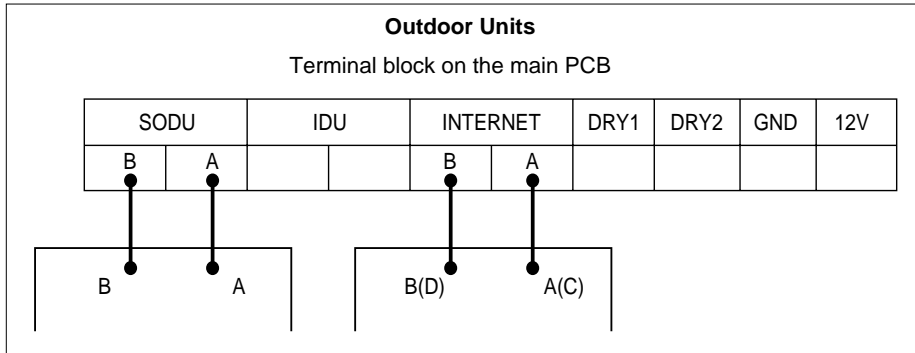 Outdoor Units
Terminal block on the main PCB
SODU IDU INTERNET DRY1 DRY2 GND 12V
B A B A
B A B(D) A(C)